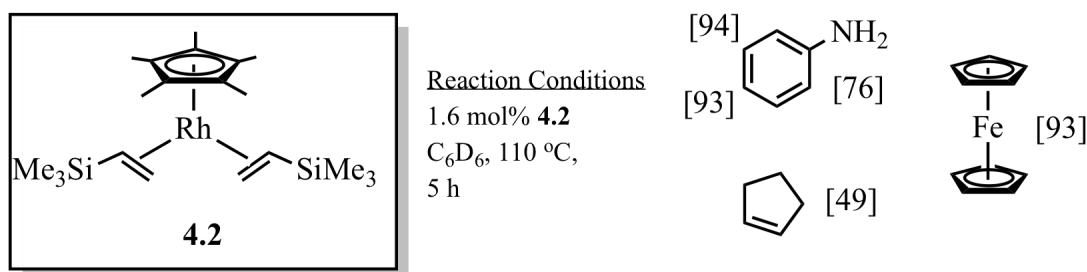 Rh
Me₃Si
SiMe₃
4.2
Reaction Conditions
1.6 mol% 4.2
C₆D₆, 110 °C,
5 h
[94]
NH₂
[93]
[76]
[49]
Fe
[93]